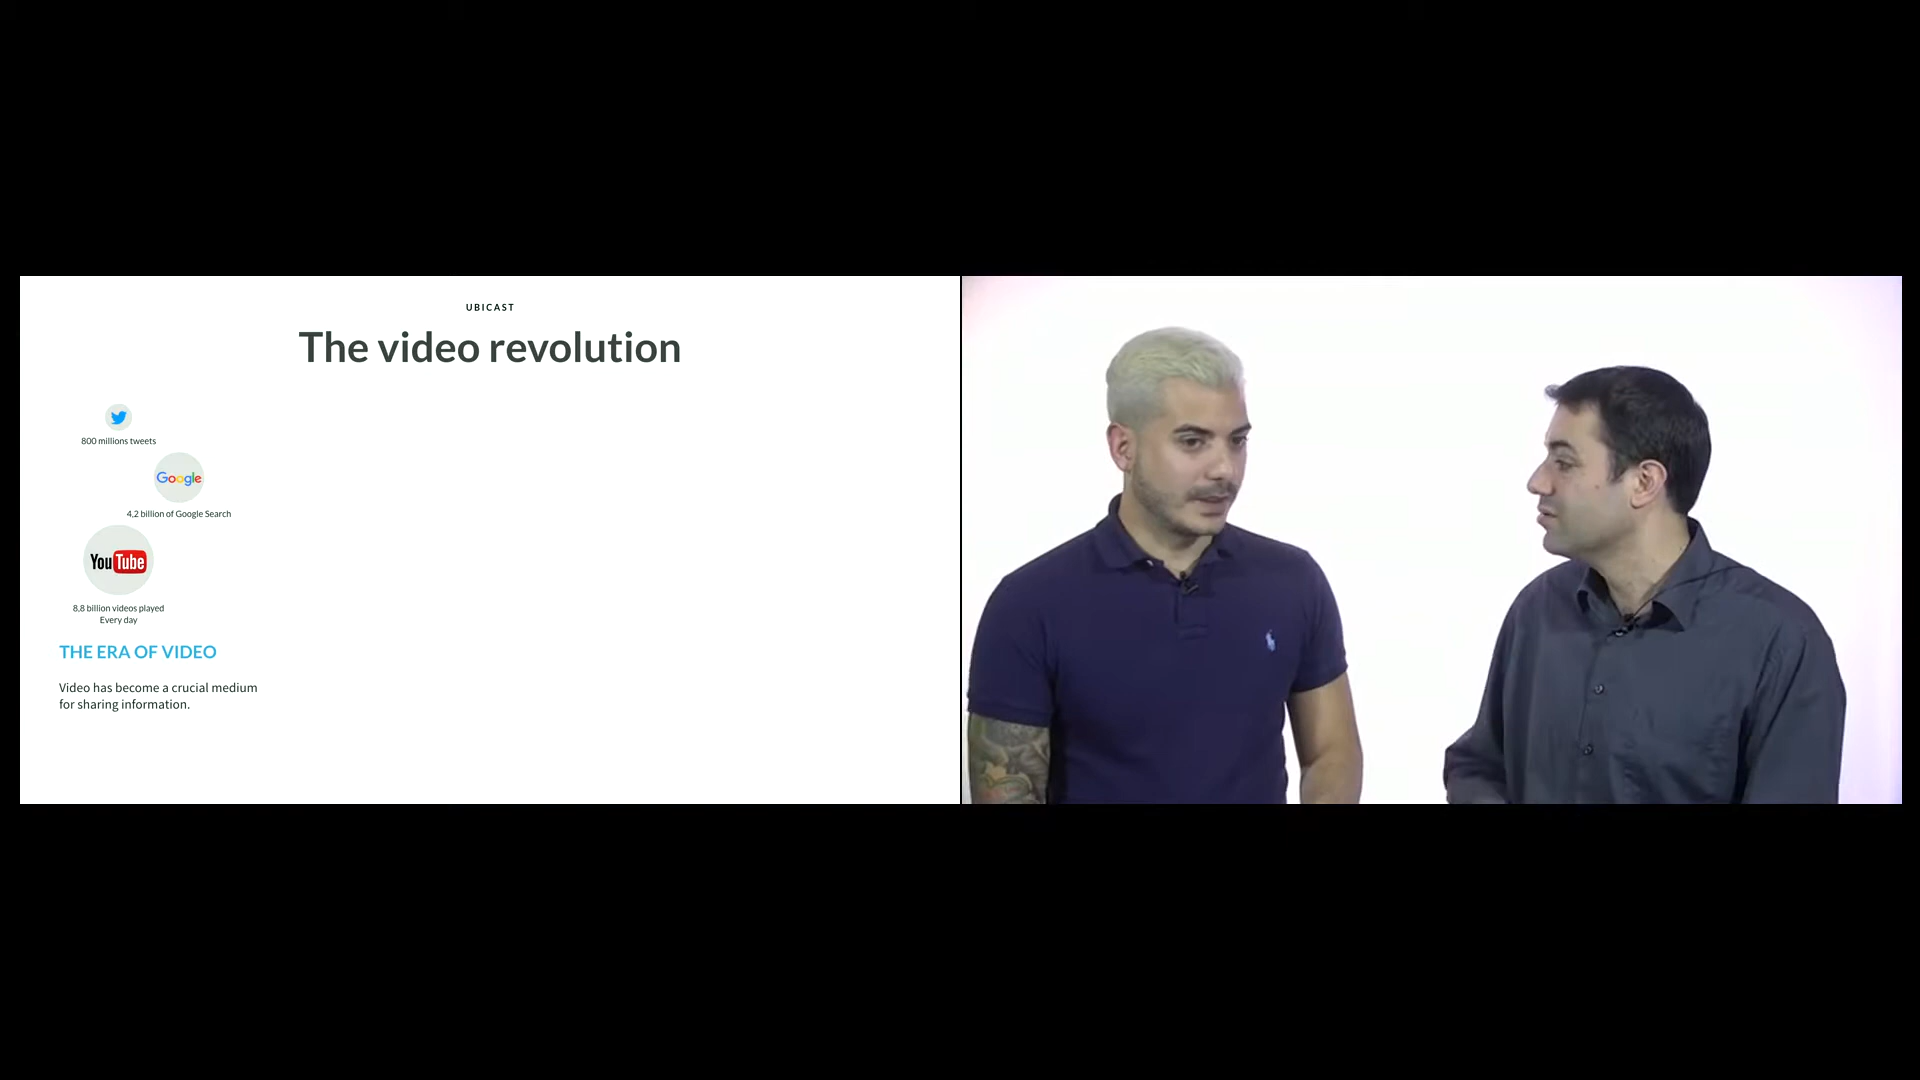 UBICAST
The video revolution
800 millions tweets
Google
4,2 billion of Google Search
YouTube
8,8 billion videos played
Every day
THE ERA OF VIDEO
Video has become a crucial medium
for sharing information.